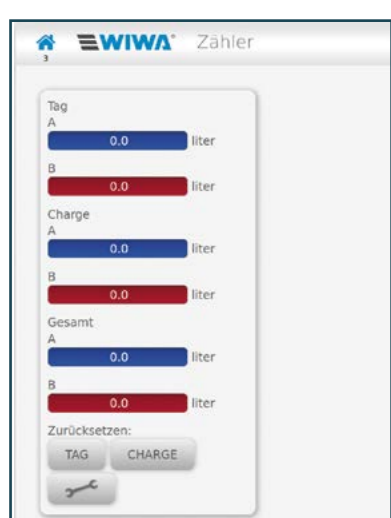 WIWA Zähler
3
Tag
A
0.0 liter
B
0.0 liter
Charge
A
0.0 liter
B
0.0 liter
Gesamt
A
0.0 liter
B
0.0 liter
Zurücksetzen:
TAG CHARGE